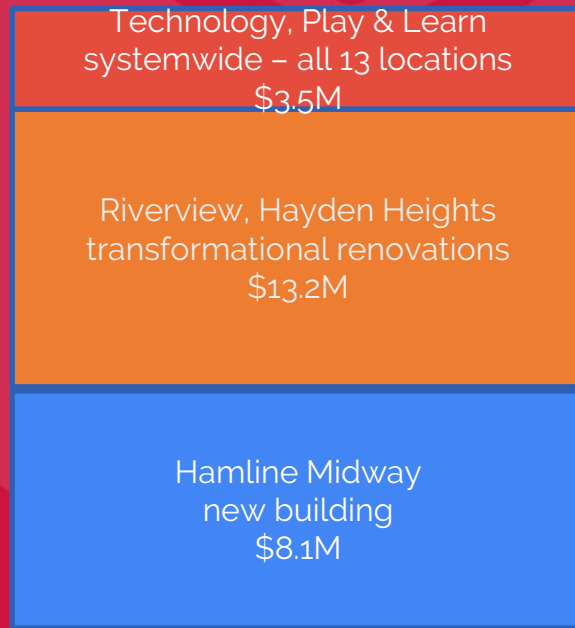 Technology, Play & Learn
systemwide – all 13 locations
$3.5M
Riverview, Hayden Heights
transformational renovations
$13.2M
Hamline Midway
new building
$8.1M